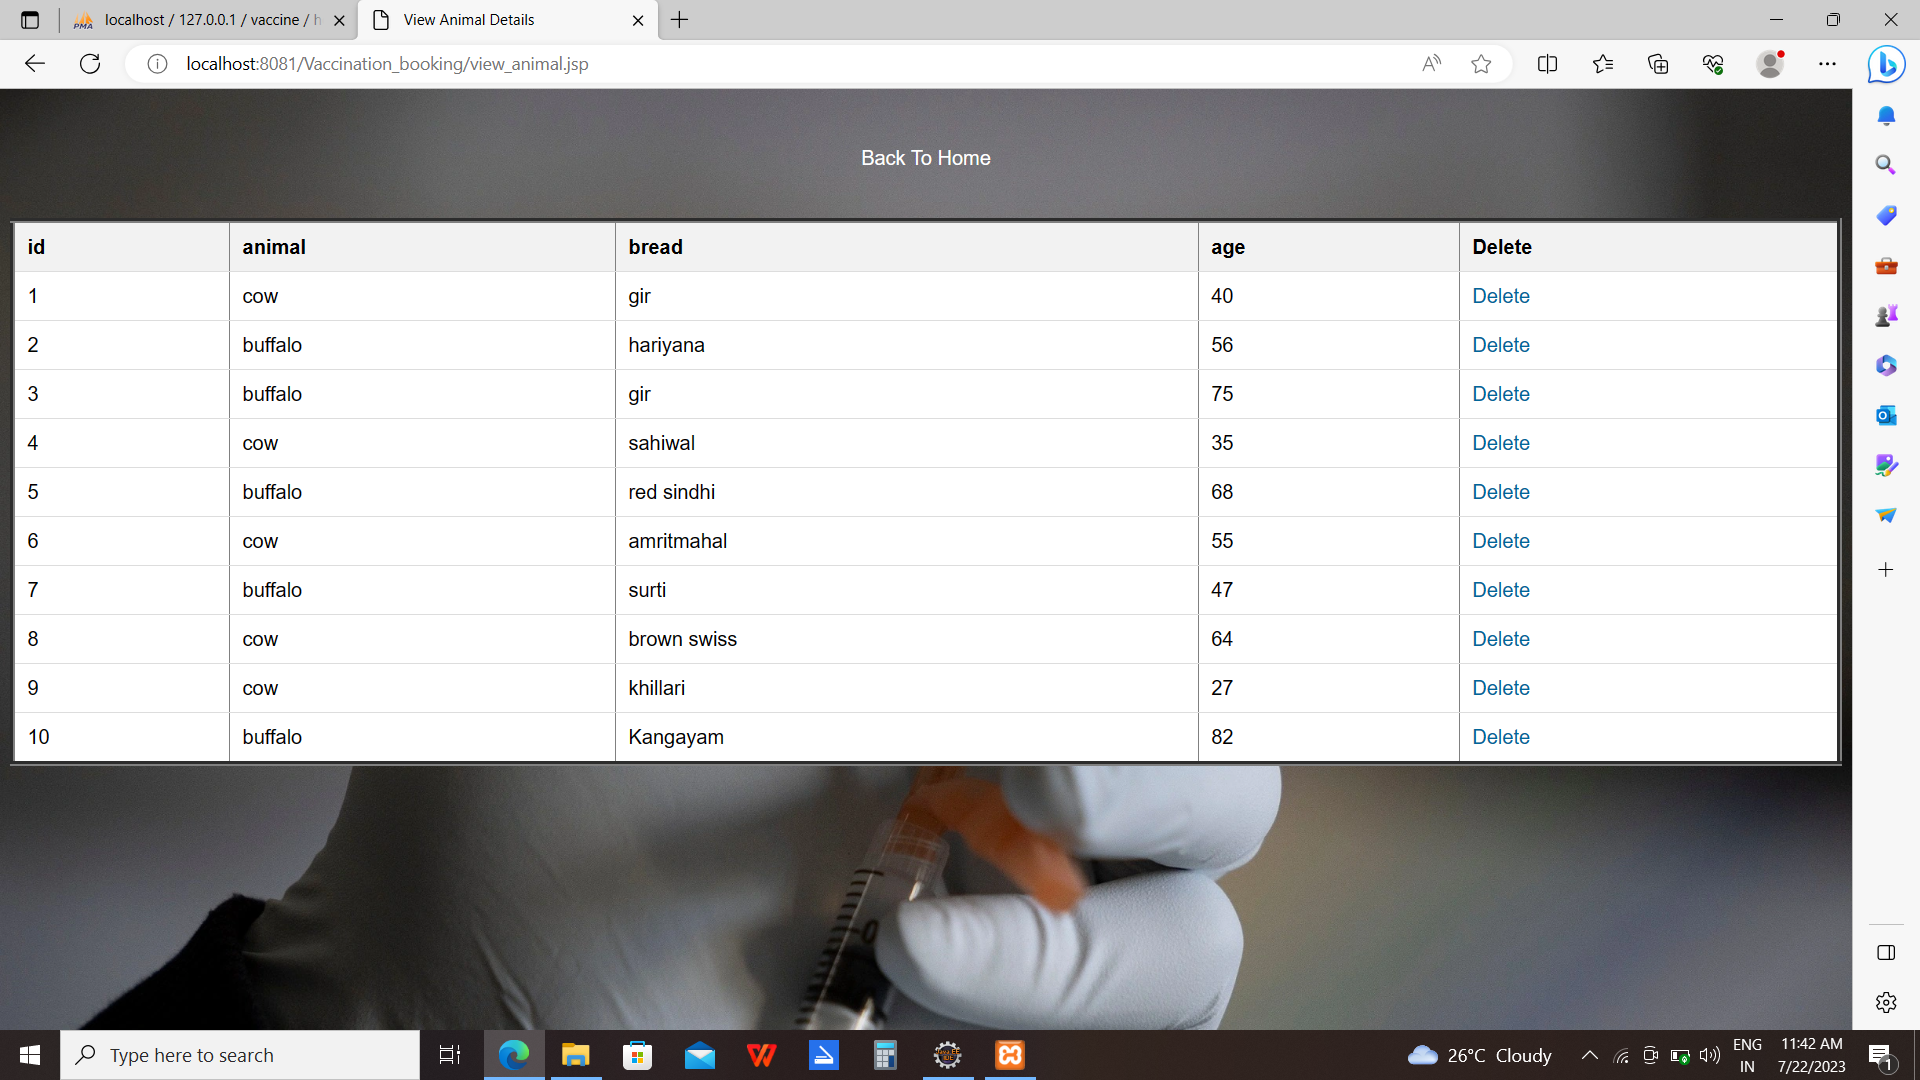 localhost / 127.0.0.1 / vaccine / h
View Animal Details
localhost:8081/Vaccination_booking/view_animal.jsp
Back To Home
id animal bread age Delete
1 cow gir 40 Delete
2 buffalo hariyana 56 Delete
3 buffalo gir 75 Delete
4 cow sahiwal 35 Delete
5 buffalo red sindhi 68 Delete
6 cow amritmahal 55 Delete
7 buffalo surti 47 Delete
8 cow brown swiss 64 Delete
9 cow khillari 27 Delete
10 buffalo Kangayam 82 Delete
Type here to search
26°C Cloudy
ENG
IN
11:42 AM
7/22/2023
1